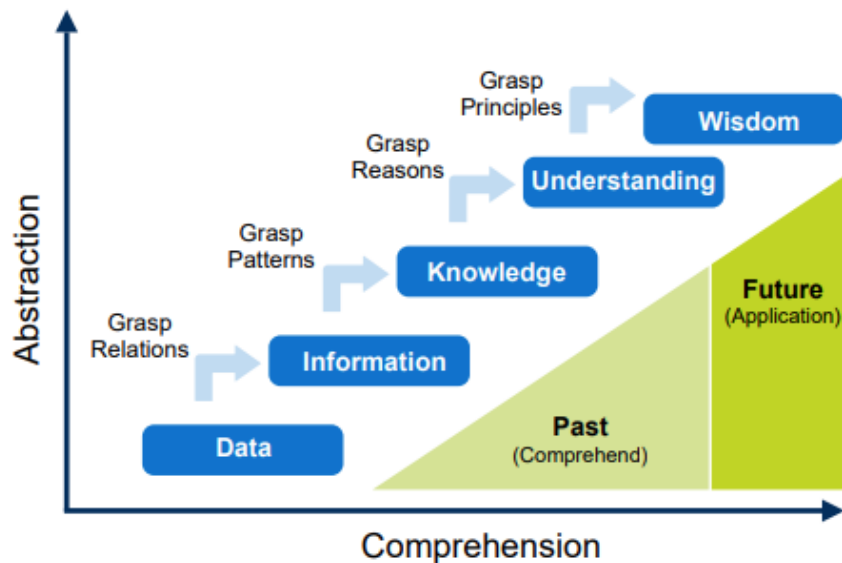 Grasp
Principles
Wisdom
Grasp
Reasons
Understanding
Grasp
Patterns
Knowledge
Future
(Application)
Grasp
Relations
Information
Past
(Comprehend)
Data
Abstraction
Comprehension